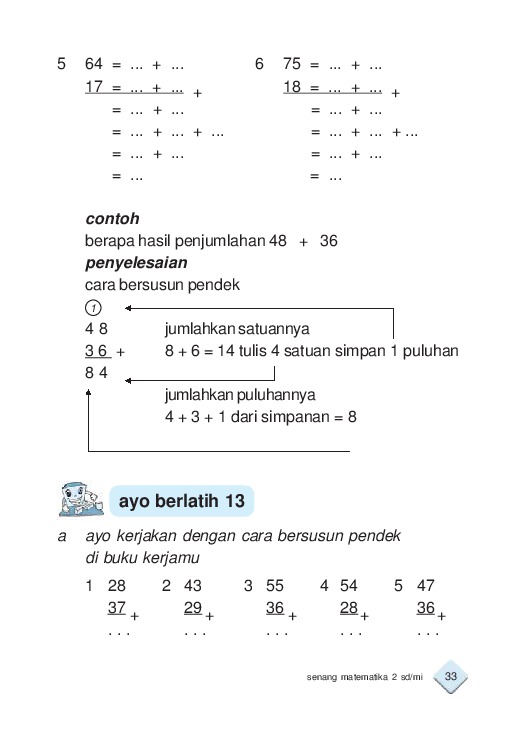 5 64 = ... + ... 6 75 = ... + ...
17 = ... + ... + 18 = ... + ... +
= ... + ... = ... + ...
= ... + ... + ... = ... + ... + ...
= ... + ... = ... + ...
= ... = ...
contoh
berapa hasil penjumlahan 48 + 36
penyelesaian
cara bersusun pendek
1
4 8 jumlahkan satuannya
3 6 + 8 + 6 = 14 tulis 4 satuan simpan 1 puluhan
8 4
jumlahkan puluhannya
4 + 3 + 1 dari simpanan = 8
ayo berlatih 13
a ayo kerjakan dengan cara bersusun pendek
di buku kerjamu
1 28 2 43 3 55 4 54 5 47
37 + 29 + 36 + 28 + 36 +
. . . . . . . . . . . . . . .
senang matematika 2 sd/mi 33